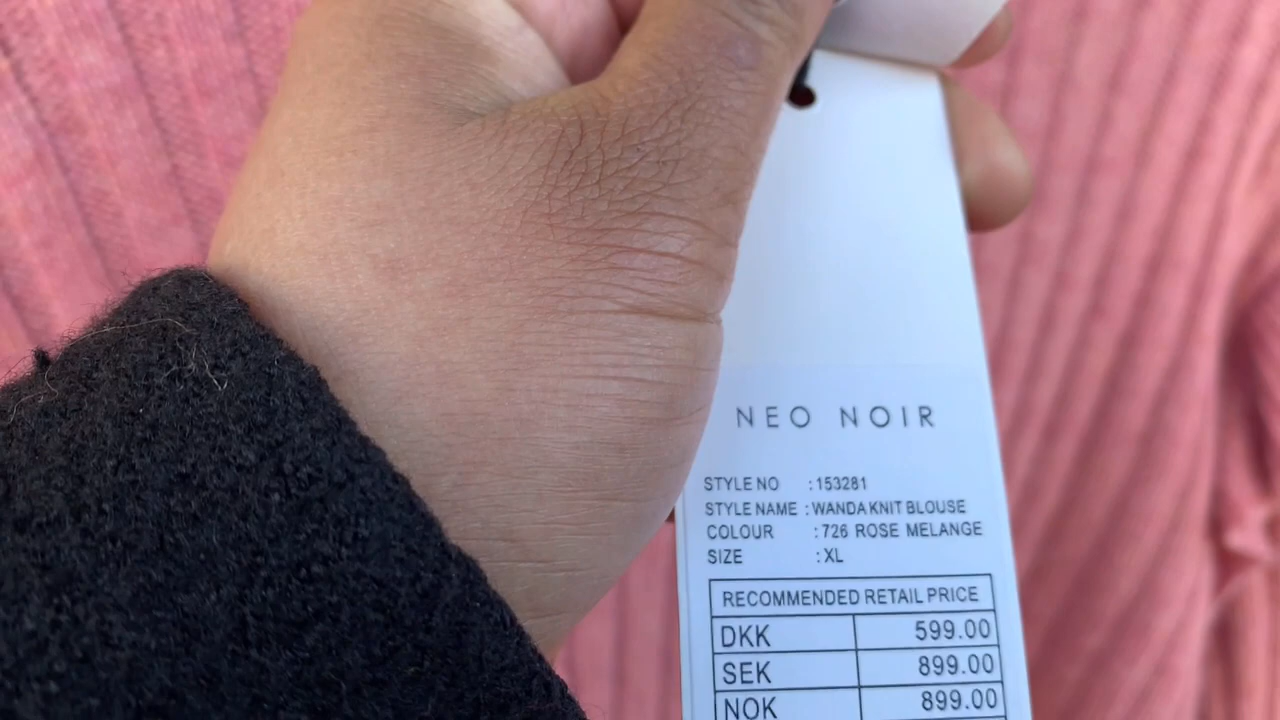 NEO NOIR
STYLE NO : 153281
STYLE NAME : WANDA KNIT BLOUSE
COLOUR : 726 ROSE MELANGE
SIZE : XL
RECOMMENDED RETAIL PRICE
DKK 599.00
SEK 899.00
NOK 899.00